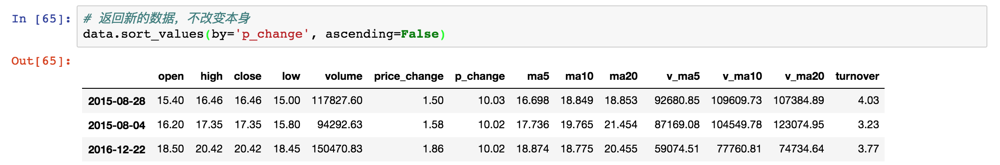 In [65]: # 返回新的数据，不改变本身
data.sort_values(by='p_change', ascending=False)
Out[65]:
open high close low volume price_change p_change ma5 ma10 ma20 v_ma5 v_ma10 v_ma20 turnover
2015-08-28 15.40 16.46 16.46 15.00 117827.60 1.50 10.03 16.698 18.849 18.853 92680.85 109609.73 107384.89 4.03
2015-08-04 16.20 17.35 17.35 15.80 94292.63 1.58 10.02 17.736 19.765 21.454 87169.08 104549.78 123074.95 3.23
2016-12-22 18.50 20.42 20.42 18.45 150470.83 1.86 10.02 18.874 18.775 20.455 59074.51 77760.81 74734.64 3.77